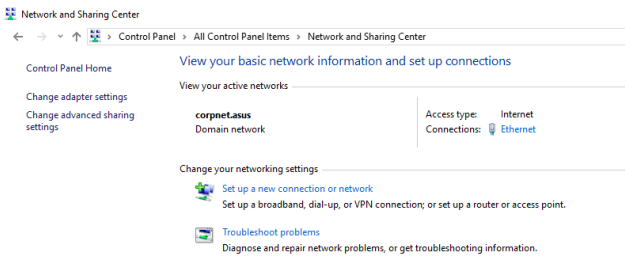 Network and Sharing Center
Control Panel > All Control Panel Items > Network and Sharing Center
Control Panel Home
Change adapter settings
Change advanced sharing
settings
View your basic network information and set up connections
View your active networks
corpnet.asus
Domain network
Access type: Internet
Connections: Ethernet
Change your networking settings
Set up a new connection or network
Set up a broadband, dial-up, or VPN connection; or set up a router or access point.
Troubleshoot problems
Diagnose and repair network problems, or get troubleshooting information.